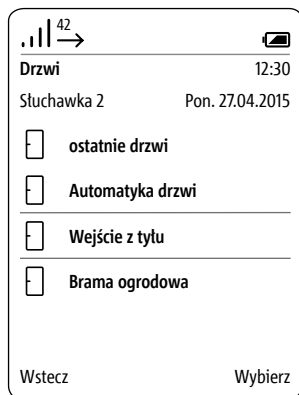 42
Drzwi 12:30
Słuchawka 2 Pon. 27.04.2015
ostatnie drzwi
Automatyka drzwi
Wejście z tyłu
Brama ogrodowa
Wstecz Wybierz